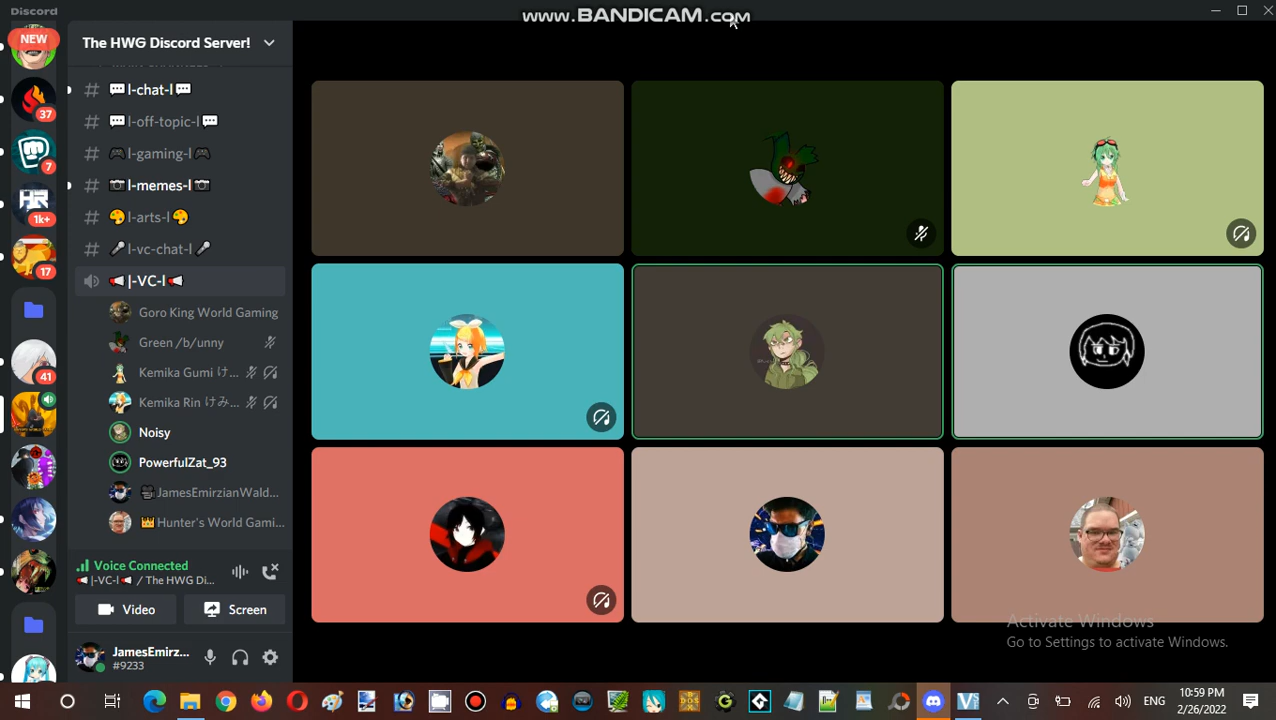 Discord
www.BANDICAM.com
NEW
The HWG Discord Server!
|-chat-|
|-off-topic-|
|-gaming-|
|-memes-|
|-arts-|
|-vc-chat-|
|-VC-|
Goro King World Gaming
Green /b/unny
Kemika Gumi けみ...
Kemika Rin けみ...
Noisy
PowerfulZat_93
JamesEmirzianWald...
Hunter's World Gami...
37
7
1k+
17
41
Voice Connected
|-VC-| / The HWG Di...
Video
Screen
JamesEmirz...
#9233
Activate Windows
Go to Settings to activate Windows.
ENG
10:59 PM
2/26/2022